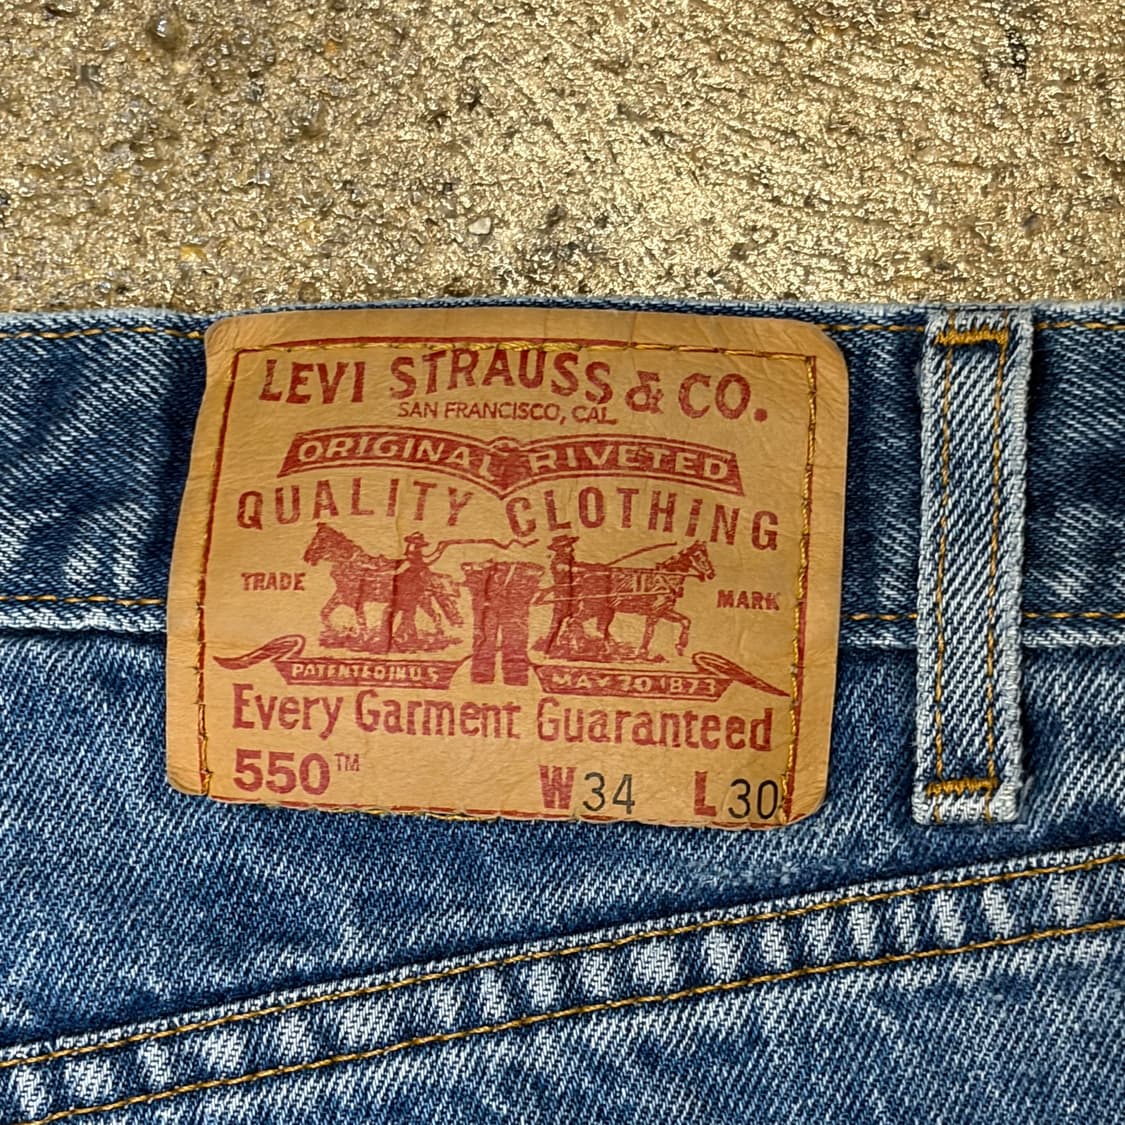 LEVI STRAUSS & CO.
SAN FRANCISCO, CAL.
ORIGINAL RIVETED
QUALITY CLOTHING
TRADE MARK
PATENTED IN U.S. MAY 20 1873
Every Garment Guaranteed
550™ W34 L30